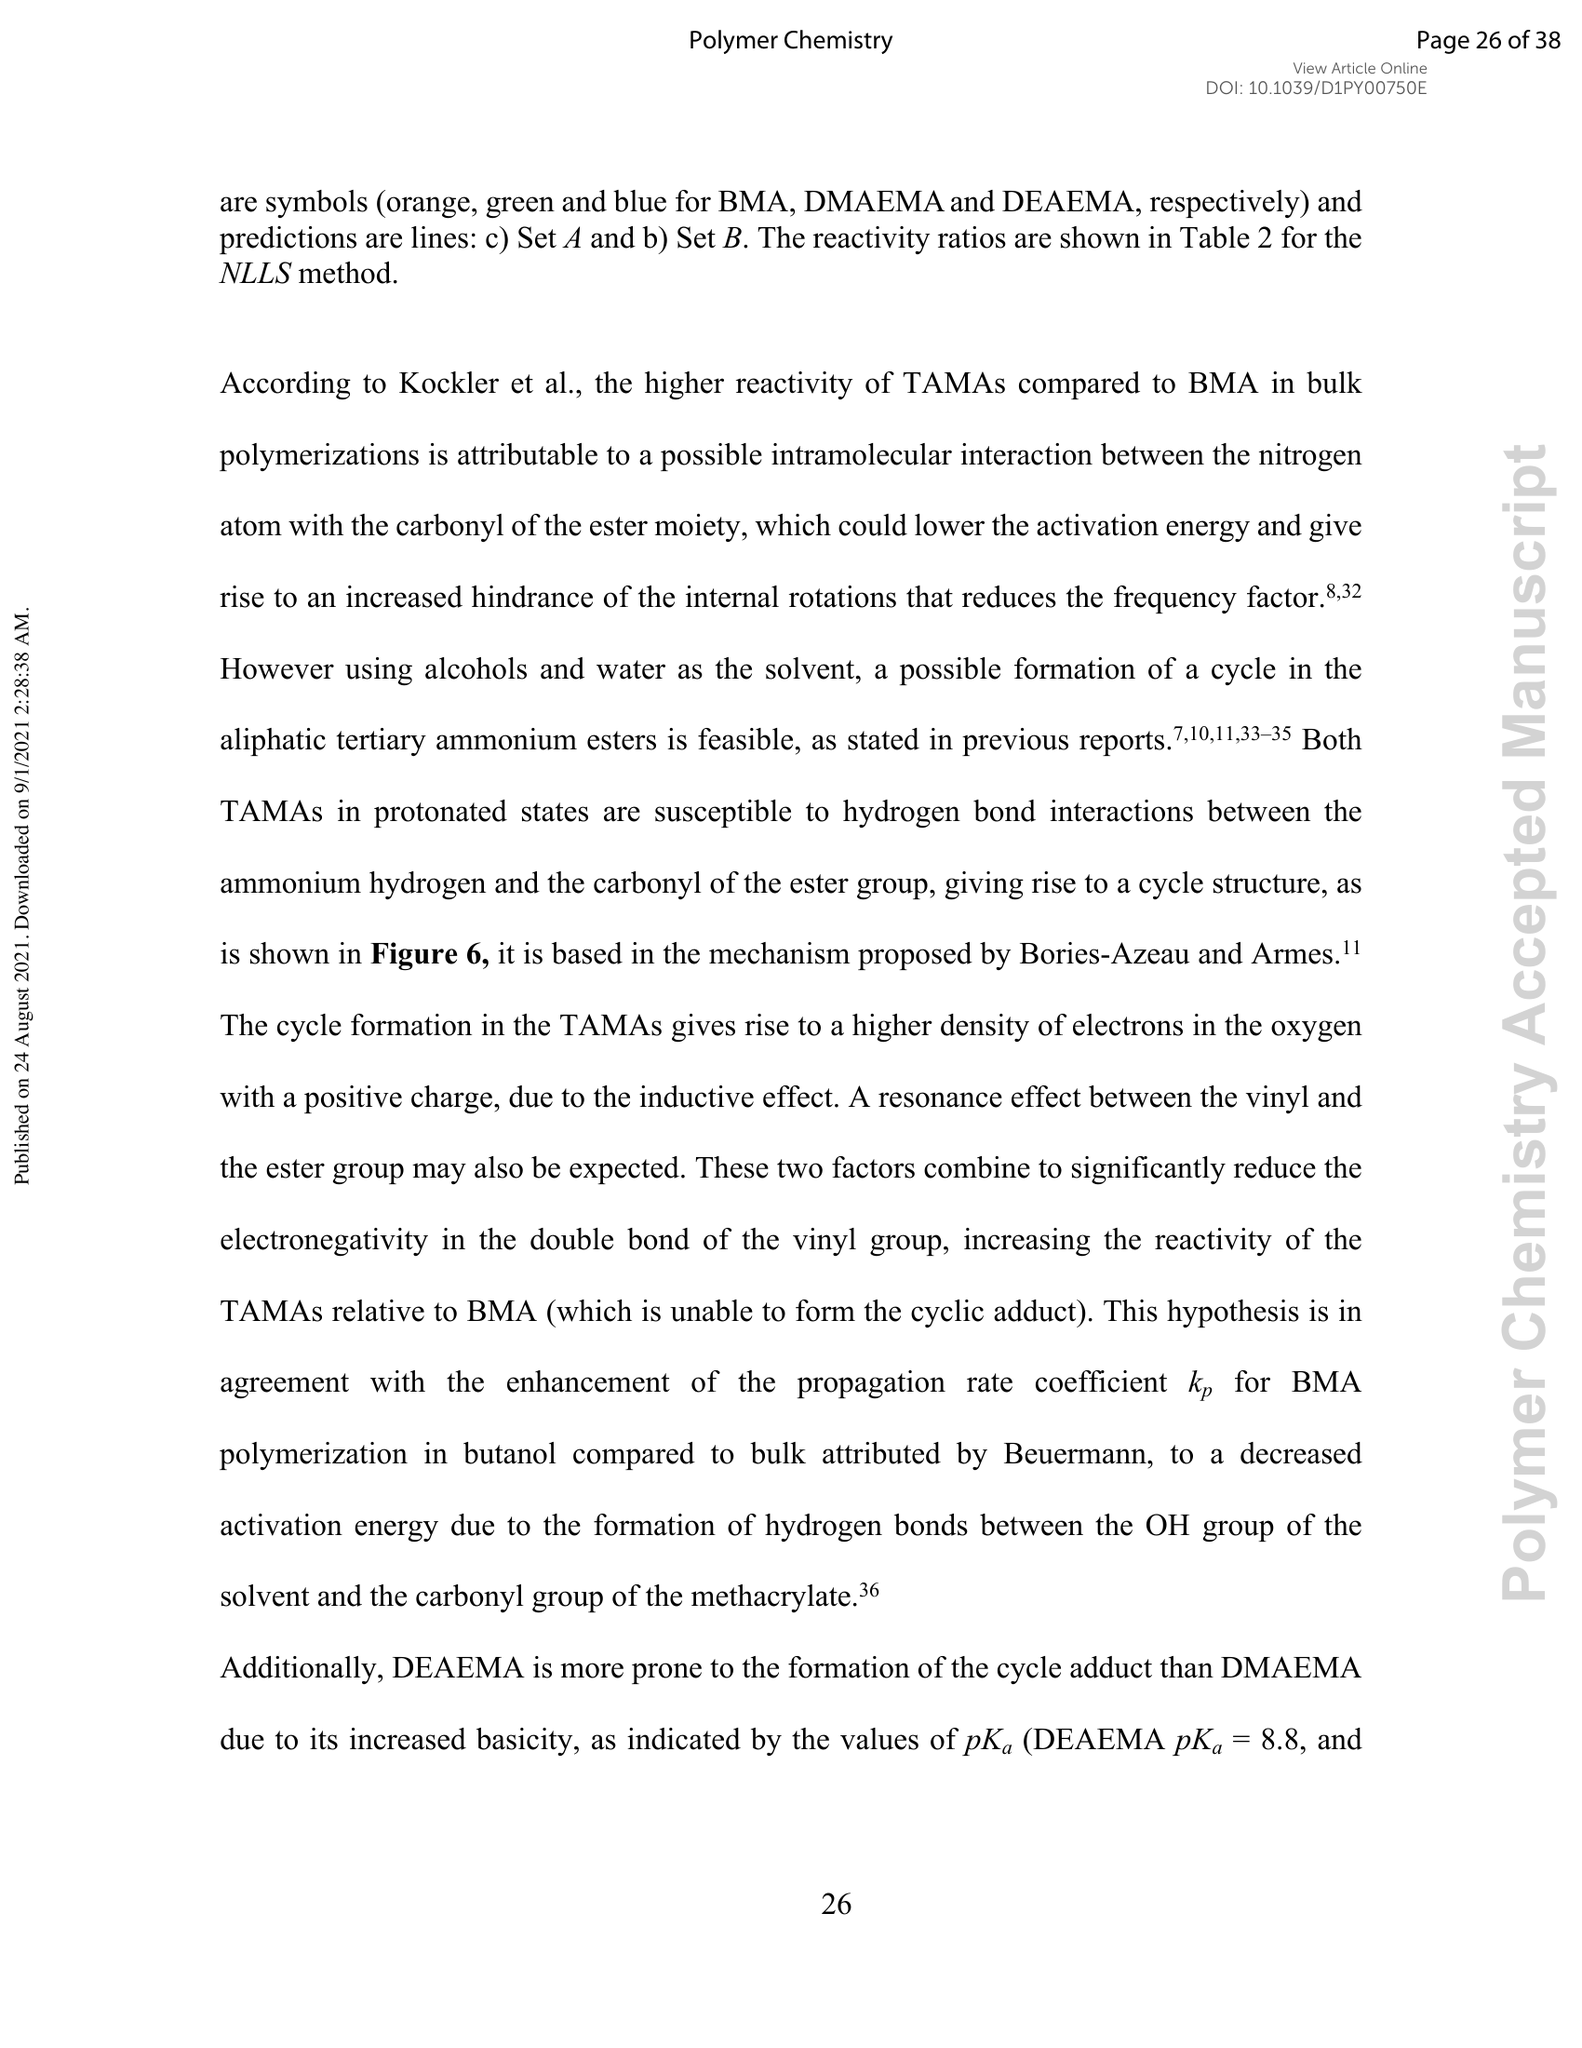 Polymer Chemistry
Page 26 of 38
View Article Online
DOI: 10.1039/D1PY00750E
are symbols (orange, green and blue for BMA, DMAEMA and DEAEMA, respectively) and
predictions are lines: c) Set A and b) Set B. The reactivity ratios are shown in Table 2 for the
NLLS method.
According to Kockler et al., the higher reactivity of TAMAs compared to BMA in bulk
polymerizations is attributable to a possible intramolecular interaction between the nitrogen
atom with the carbonyl of the ester moiety, which could lower the activation energy and give
rise to an increased hindrance of the internal rotations that reduces the frequency factor.8,32
However using alcohols and water as the solvent, a possible formation of a cycle in the
aliphatic tertiary ammonium esters is feasible, as stated in previous reports.7,10,11,33–35 Both
TAMAs in protonated states are susceptible to hydrogen bond interactions between the
ammonium hydrogen and the carbonyl of the ester group, giving rise to a cycle structure, as
is shown in Figure 6, it is based in the mechanism proposed by Bories-Azeau and Armes.11
The cycle formation in the TAMAs gives rise to a higher density of electrons in the oxygen
with a positive charge, due to the inductive effect. A resonance effect between the vinyl and
the ester group may also be expected. These two factors combine to significantly reduce the
electronegativity in the double bond of the vinyl group, increasing the reactivity of the
TAMAs relative to BMA (which is unable to form the cyclic adduct). This hypothesis is in
agreement with the enhancement of the propagation rate coefficient kp for BMA
polymerization in butanol compared to bulk attributed by Beuermann, to a decreased
activation energy due to the formation of hydrogen bonds between the OH group of the
solvent and the carbonyl group of the methacrylate.36
Additionally, DEAEMA is more prone to the formation of the cycle adduct than DMAEMA
due to its increased basicity, as indicated by the values of pKa (DEAEMA pKa = 8.8, and
26
Published on 24 August 2021. Downloaded on 9/1/2021 2:28:38 AM.
Polymer Chemistry Accepted Manuscript